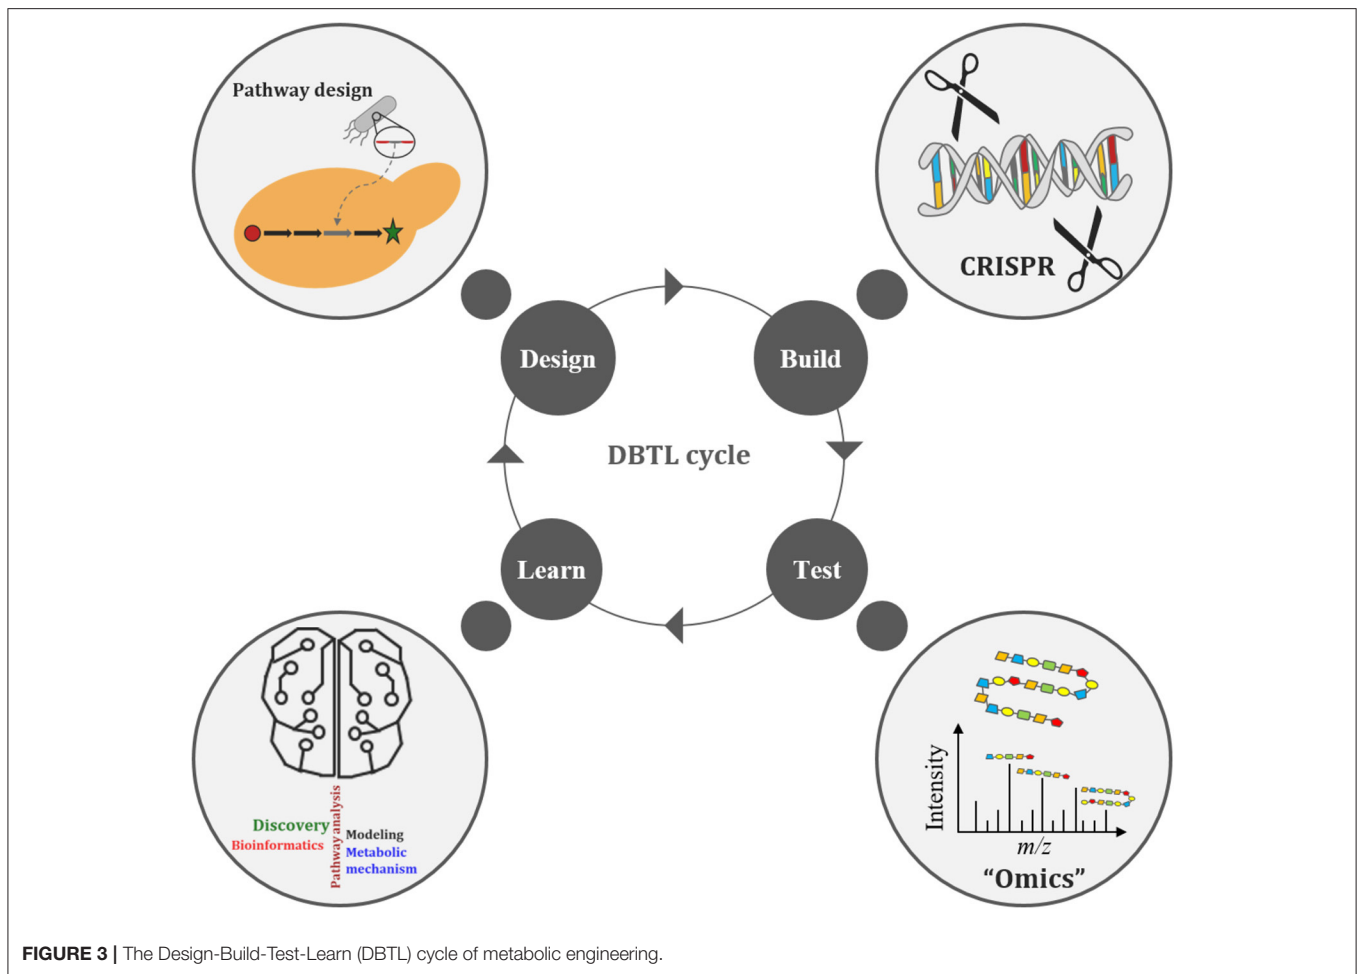 Pathway design
CRISPR
Design
Build
DBTL cycle
Learn
Test
Discovery
Bioinformatics
Pathway analysis
Modeling
Metabolic
mechanism
Intensity
m/z
“Omics”
FIGURE 3 | The Design-Build-Test-Learn (DBTL) cycle of metabolic engineering.